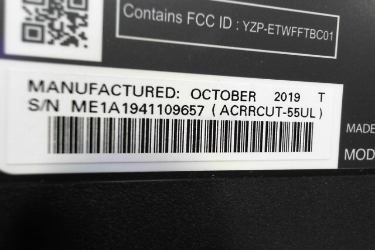 Contains FCC ID : YZP-ETWFFTBC01
MANUFACTURED: OCTOBER 2019 T
S/N ME1A1941109657 ( ACRRCUT-55UL )
MADE
MOD